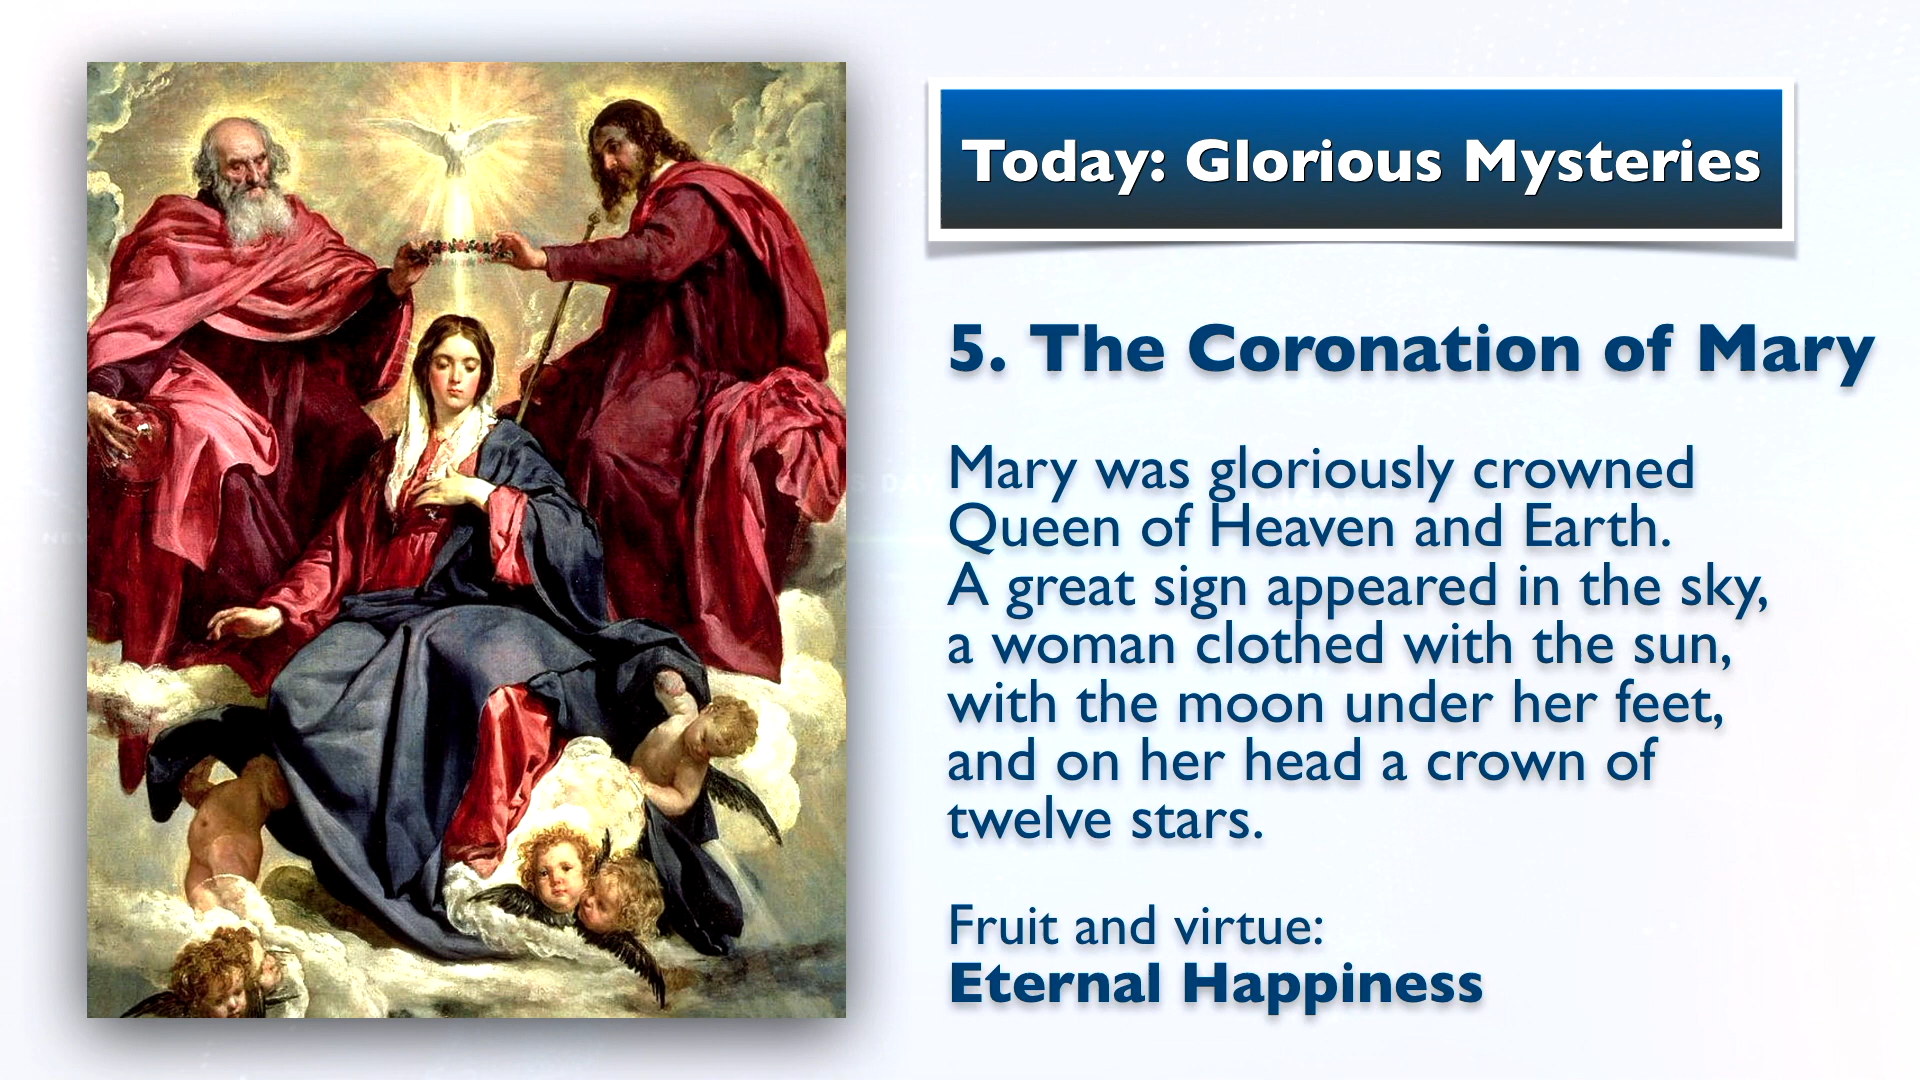 Today: Glorious Mysteries
5. The Coronation of Mary
Mary was gloriously crowned
Queen of Heaven and Earth.
A great sign appeared in the sky,
a woman clothed with the sun,
with the moon under her feet,
and on her head a crown of
twelve stars.
Fruit and virtue:
Eternal Happiness